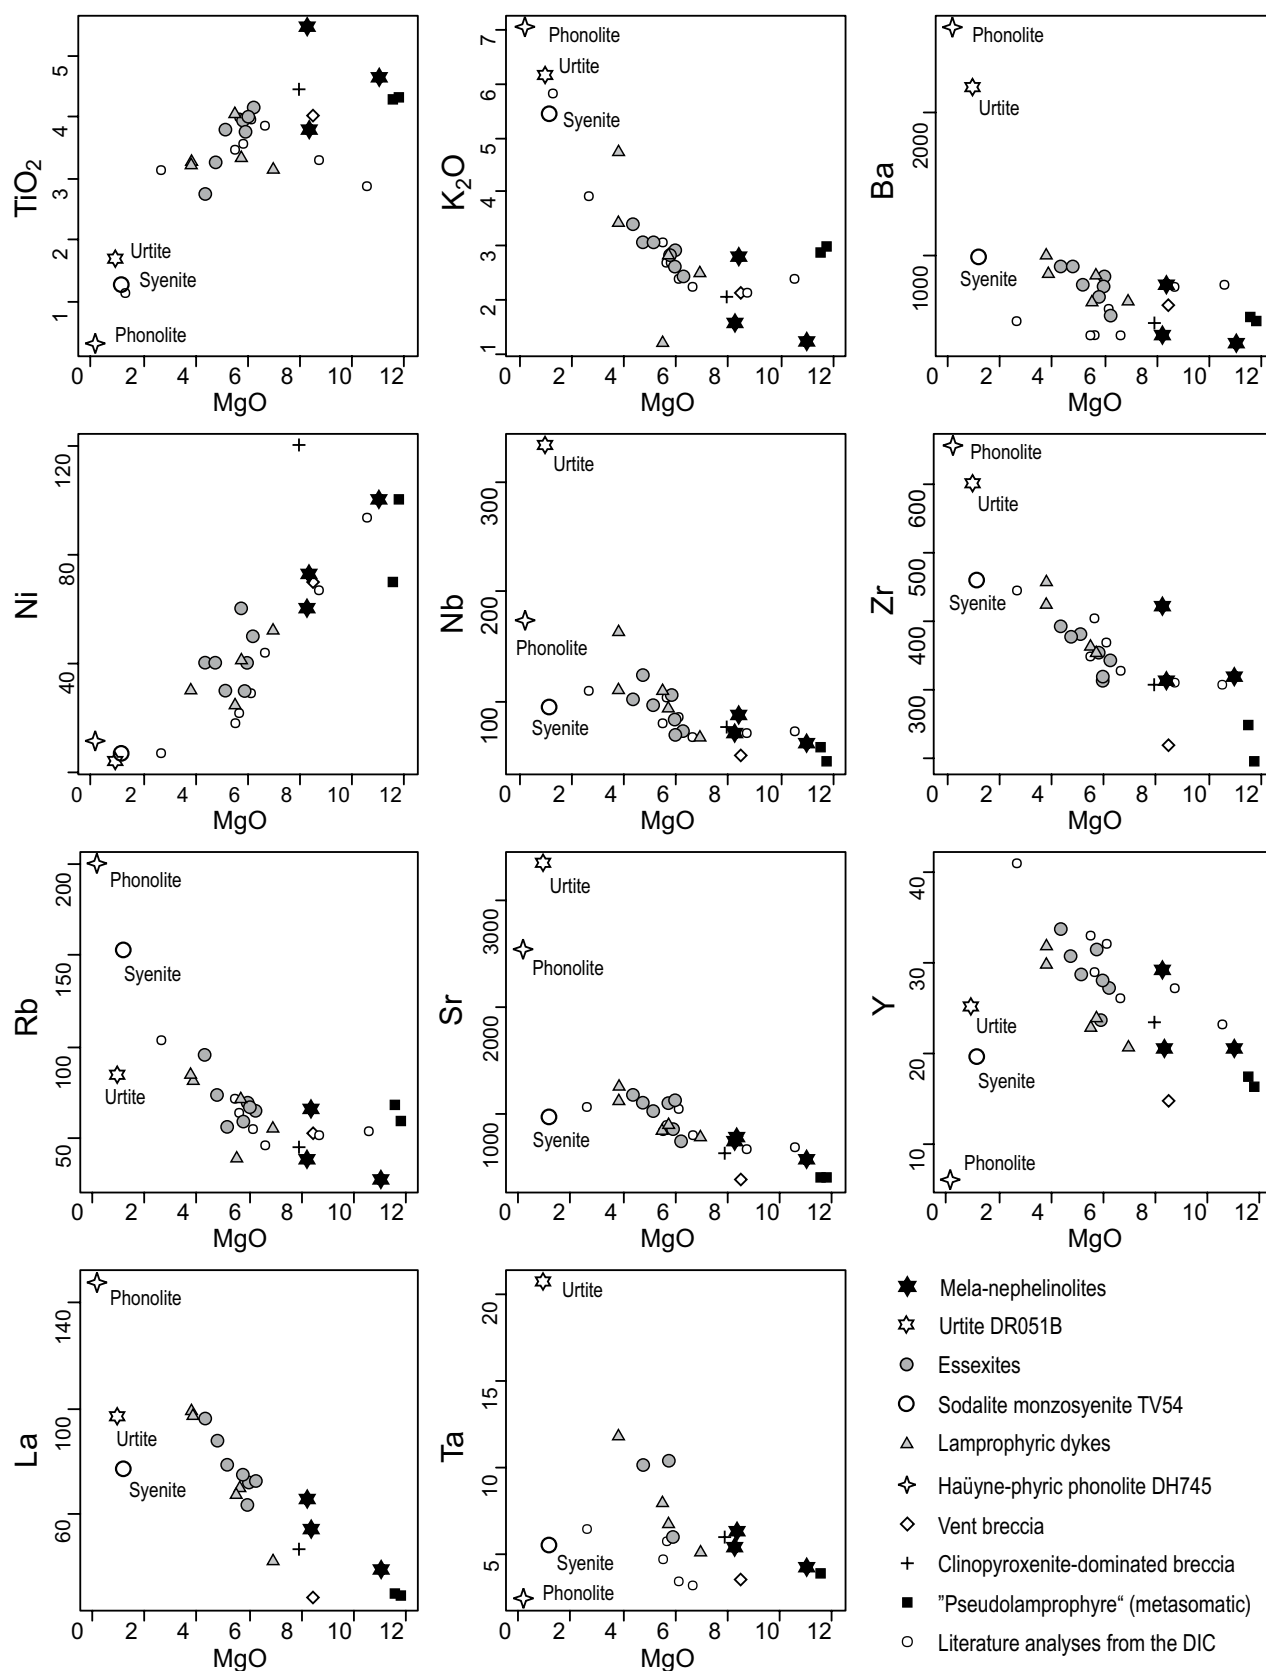 TiO2
5
4
3
2
1
Urtite
Syenite
Phonolite
0 2 4 6 8 10 12
MgO
K2O
7
6
5
4
3
2
1
Phonolite
Urtite
Syenite
0 2 4 6 8 10 12
MgO
Ba
2000
1000
Phonolite
Urtite
Syenite
0 2 4 6 8 10 12
MgO
Ni
120
80
40
0 2 4 6 8 10 12
MgO
Nb
300
200
100
Urtite
Phonolite
Syenite
0 2 4 6 8 10 12
MgO
Zr
600
500
400
300
Phonolite
Urtite
Syenite
0 2 4 6 8 10 12
MgO
Rb
200
150
100
50
Phonolite
Syenite
Urtite
0 2 4 6 8 10 12
MgO
Sr
3000
2000
1000
Urtite
Phonolite
Syenite
0 2 4 6 8 10 12
MgO
Y
40
30
20
10
Urtite
Syenite
Phonolite
0 2 4 6 8 10 12
MgO
La
140
100
60
Phonolite
Urtite
Syenite
0 2 4 6 8 10 12
MgO
Ta
20
15
10
5
Urtite
Syenite
Phonolite
0 2 4 6 8 10 12
MgO
Mela-nephelinolites
Urtite DR051B
Essexites
Sodalite monzosyenite TV54
Lamprophyric dykes
Haüyne-phyric phonolite DH745
Vent breccia
Clinopyroxenite-dominated breccia
”Pseudolamprophyre“ (metasomatic)
Literature analyses from the DIC